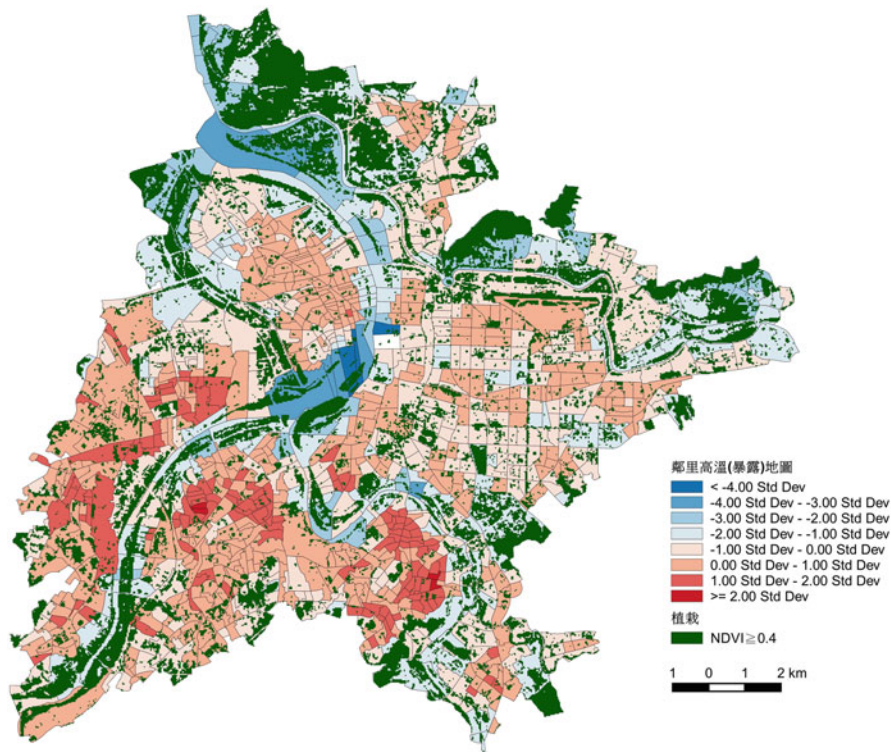 鄰里高溫(暴露)地圖
< -4.00 Std Dev
-4.00 Std Dev - -3.00 Std Dev
-3.00 Std Dev - -2.00 Std Dev
-2.00 Std Dev - -1.00 Std Dev
-1.00 Std Dev - 0.00 Std Dev
0.00 Std Dev - 1.00 Std Dev
1.00 Std Dev - 2.00 Std Dev
>= 2.00 Std Dev
植栽
NDVI≧0.4
1 0 1 2 km